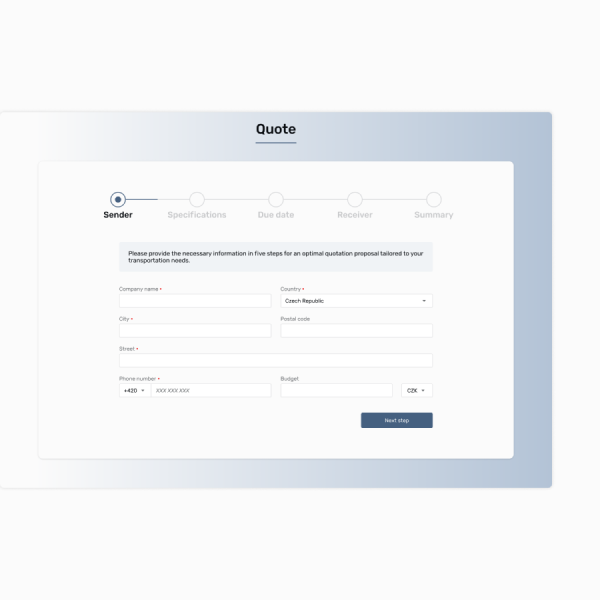 Quote
Sender
Specifications
Due date
Receiver
Summary
Please provide the necessary information in five steps for an optimal quotation proposal tailored to your
transportation needs.
Company name •
Country •
Czech Republic
City •
Postal code
Street •
Phone number •
Budget
+420
XXX XXX XXX
CZK
Next step